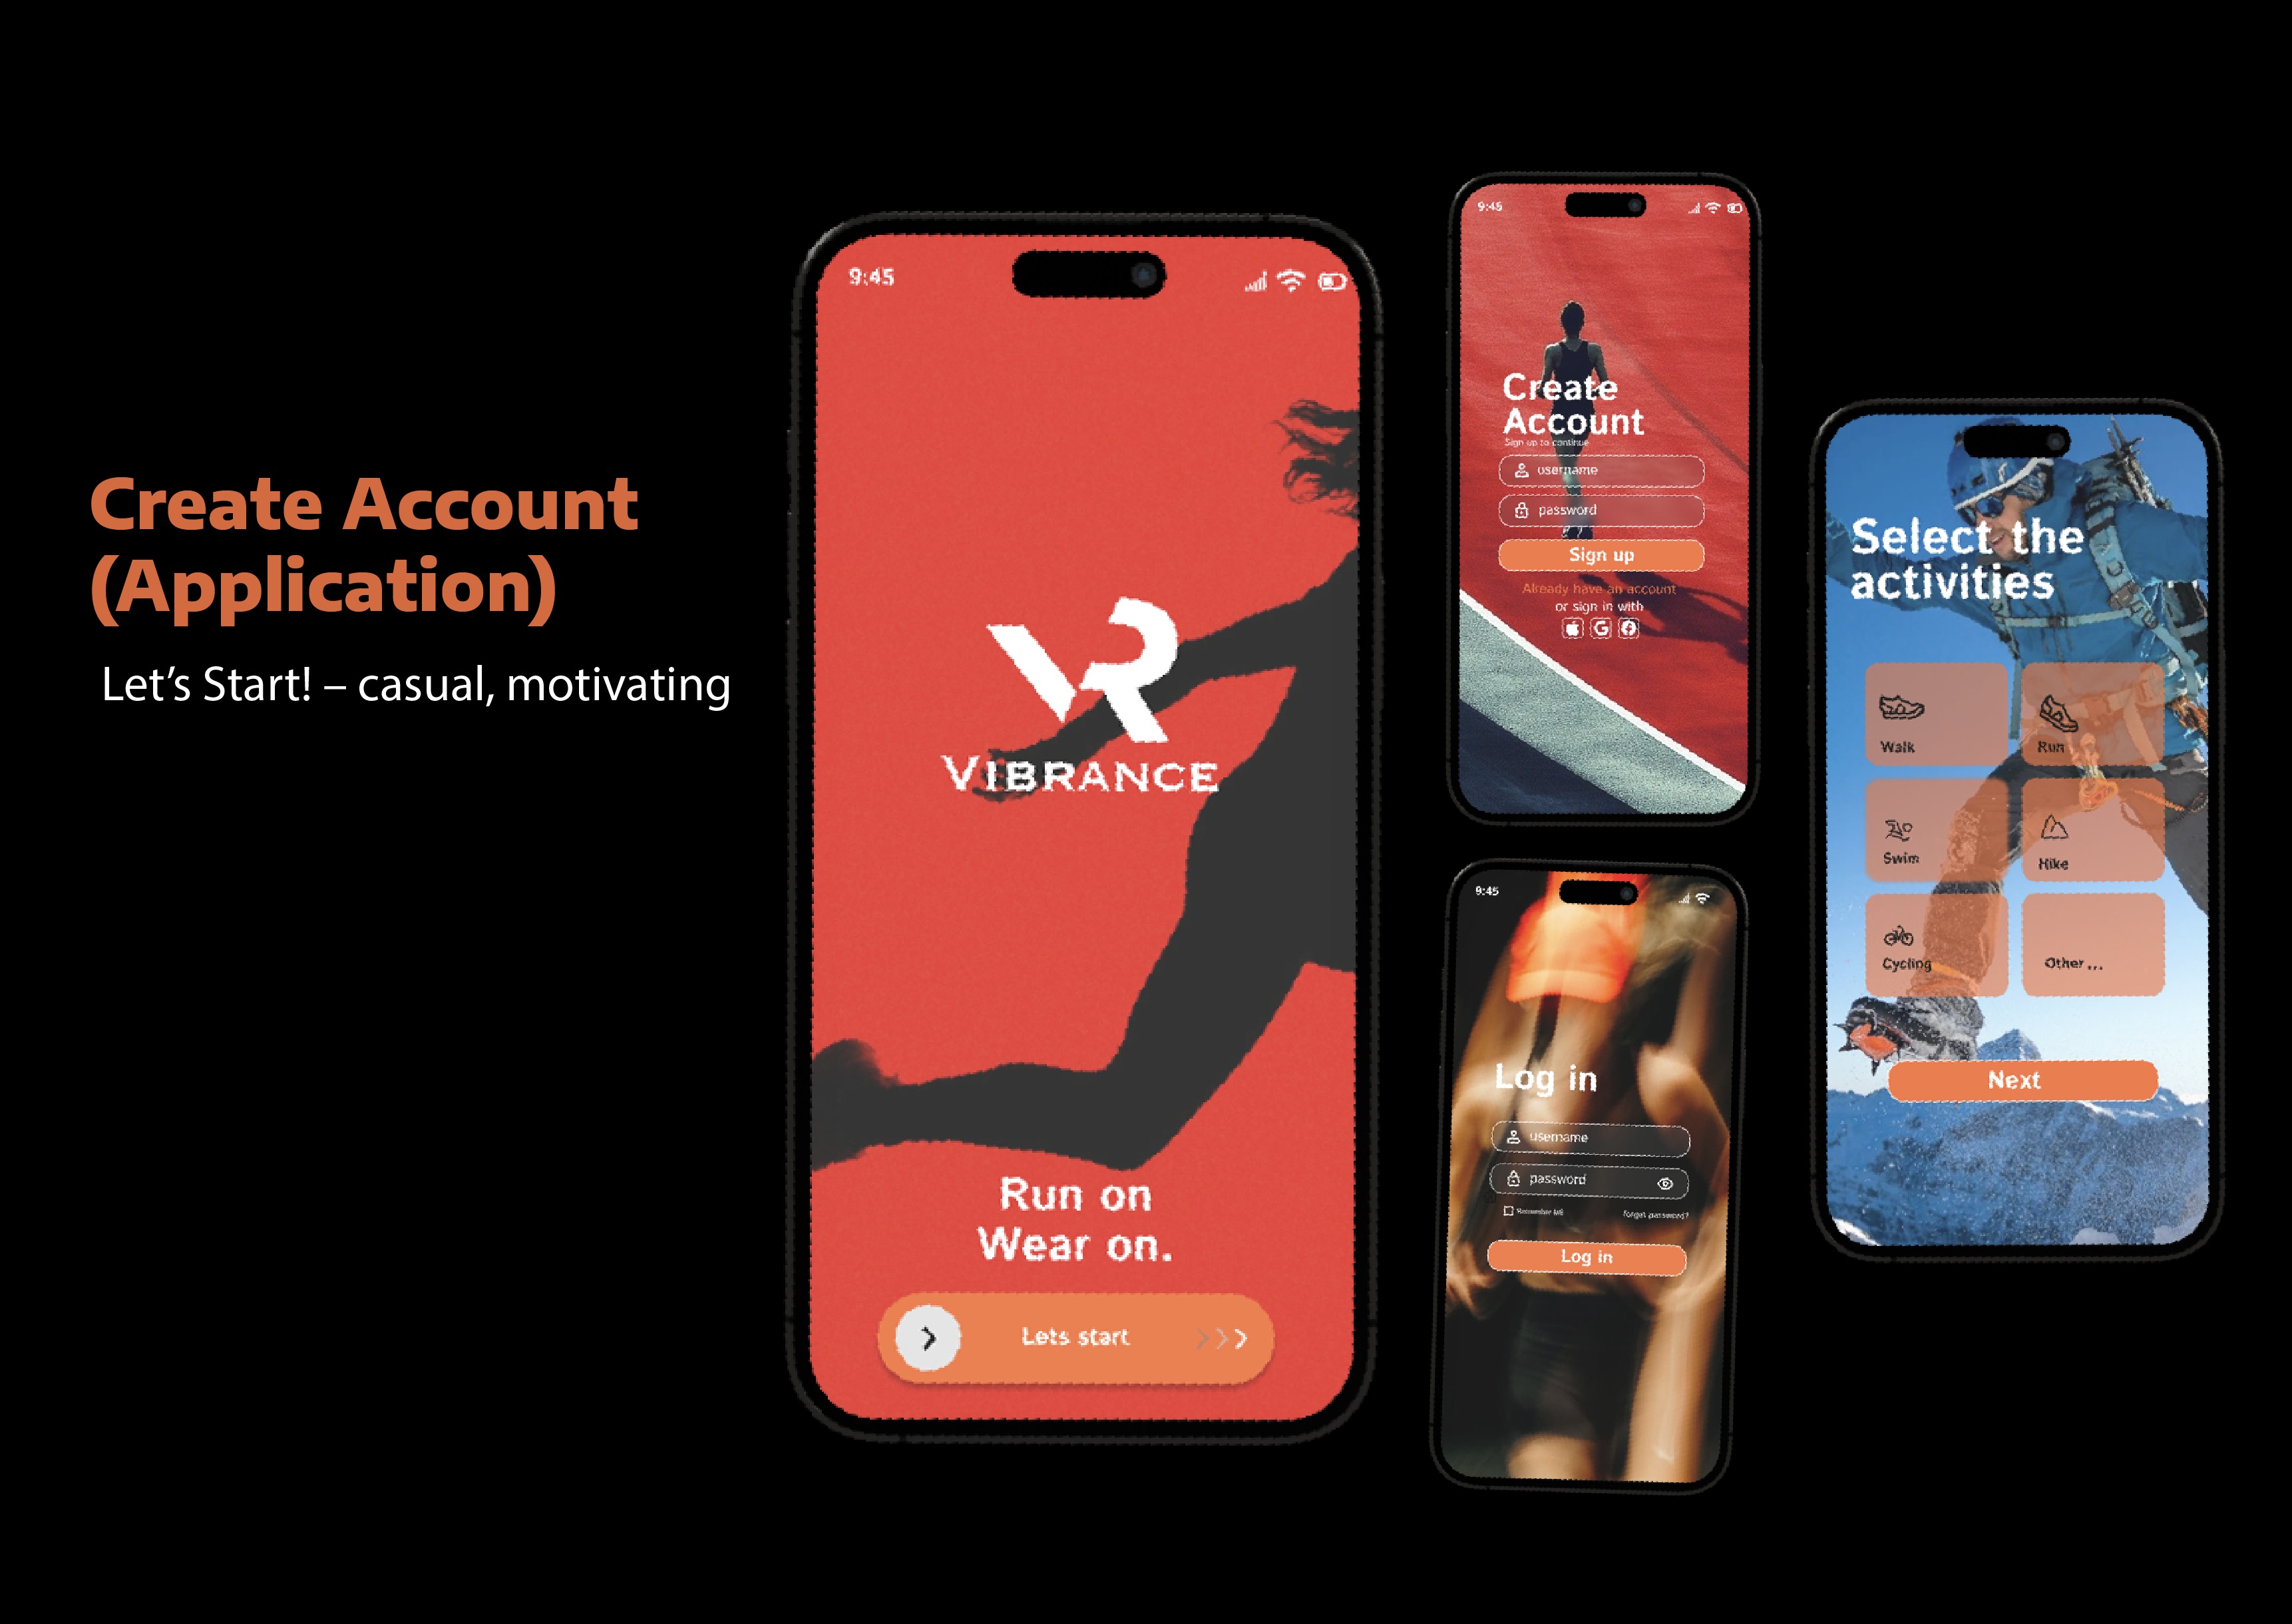 Create Account
(Application)
Let’s Start! – casual, motivating
9:45
VR
VIBRANCE
Run on
Wear on.
Lets start
9:45
Create
Account
Sign up to continue
username
password
Sign up
Already have an account
or sign in with
9:45
Log in
username
password
Remember Me
forgot password?
Log in
Select the
activities
Walk
Run
Swim
Hike
Cycling
Other ...
Next